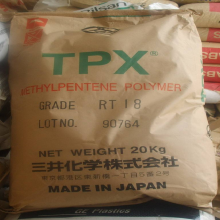 TPX
METHYLPENTENE POLYMER
GRADE RT18
LOT NO. 90784
NET WEIGHT 20Kg
三井化学株式会社
MADE IN JAPAN